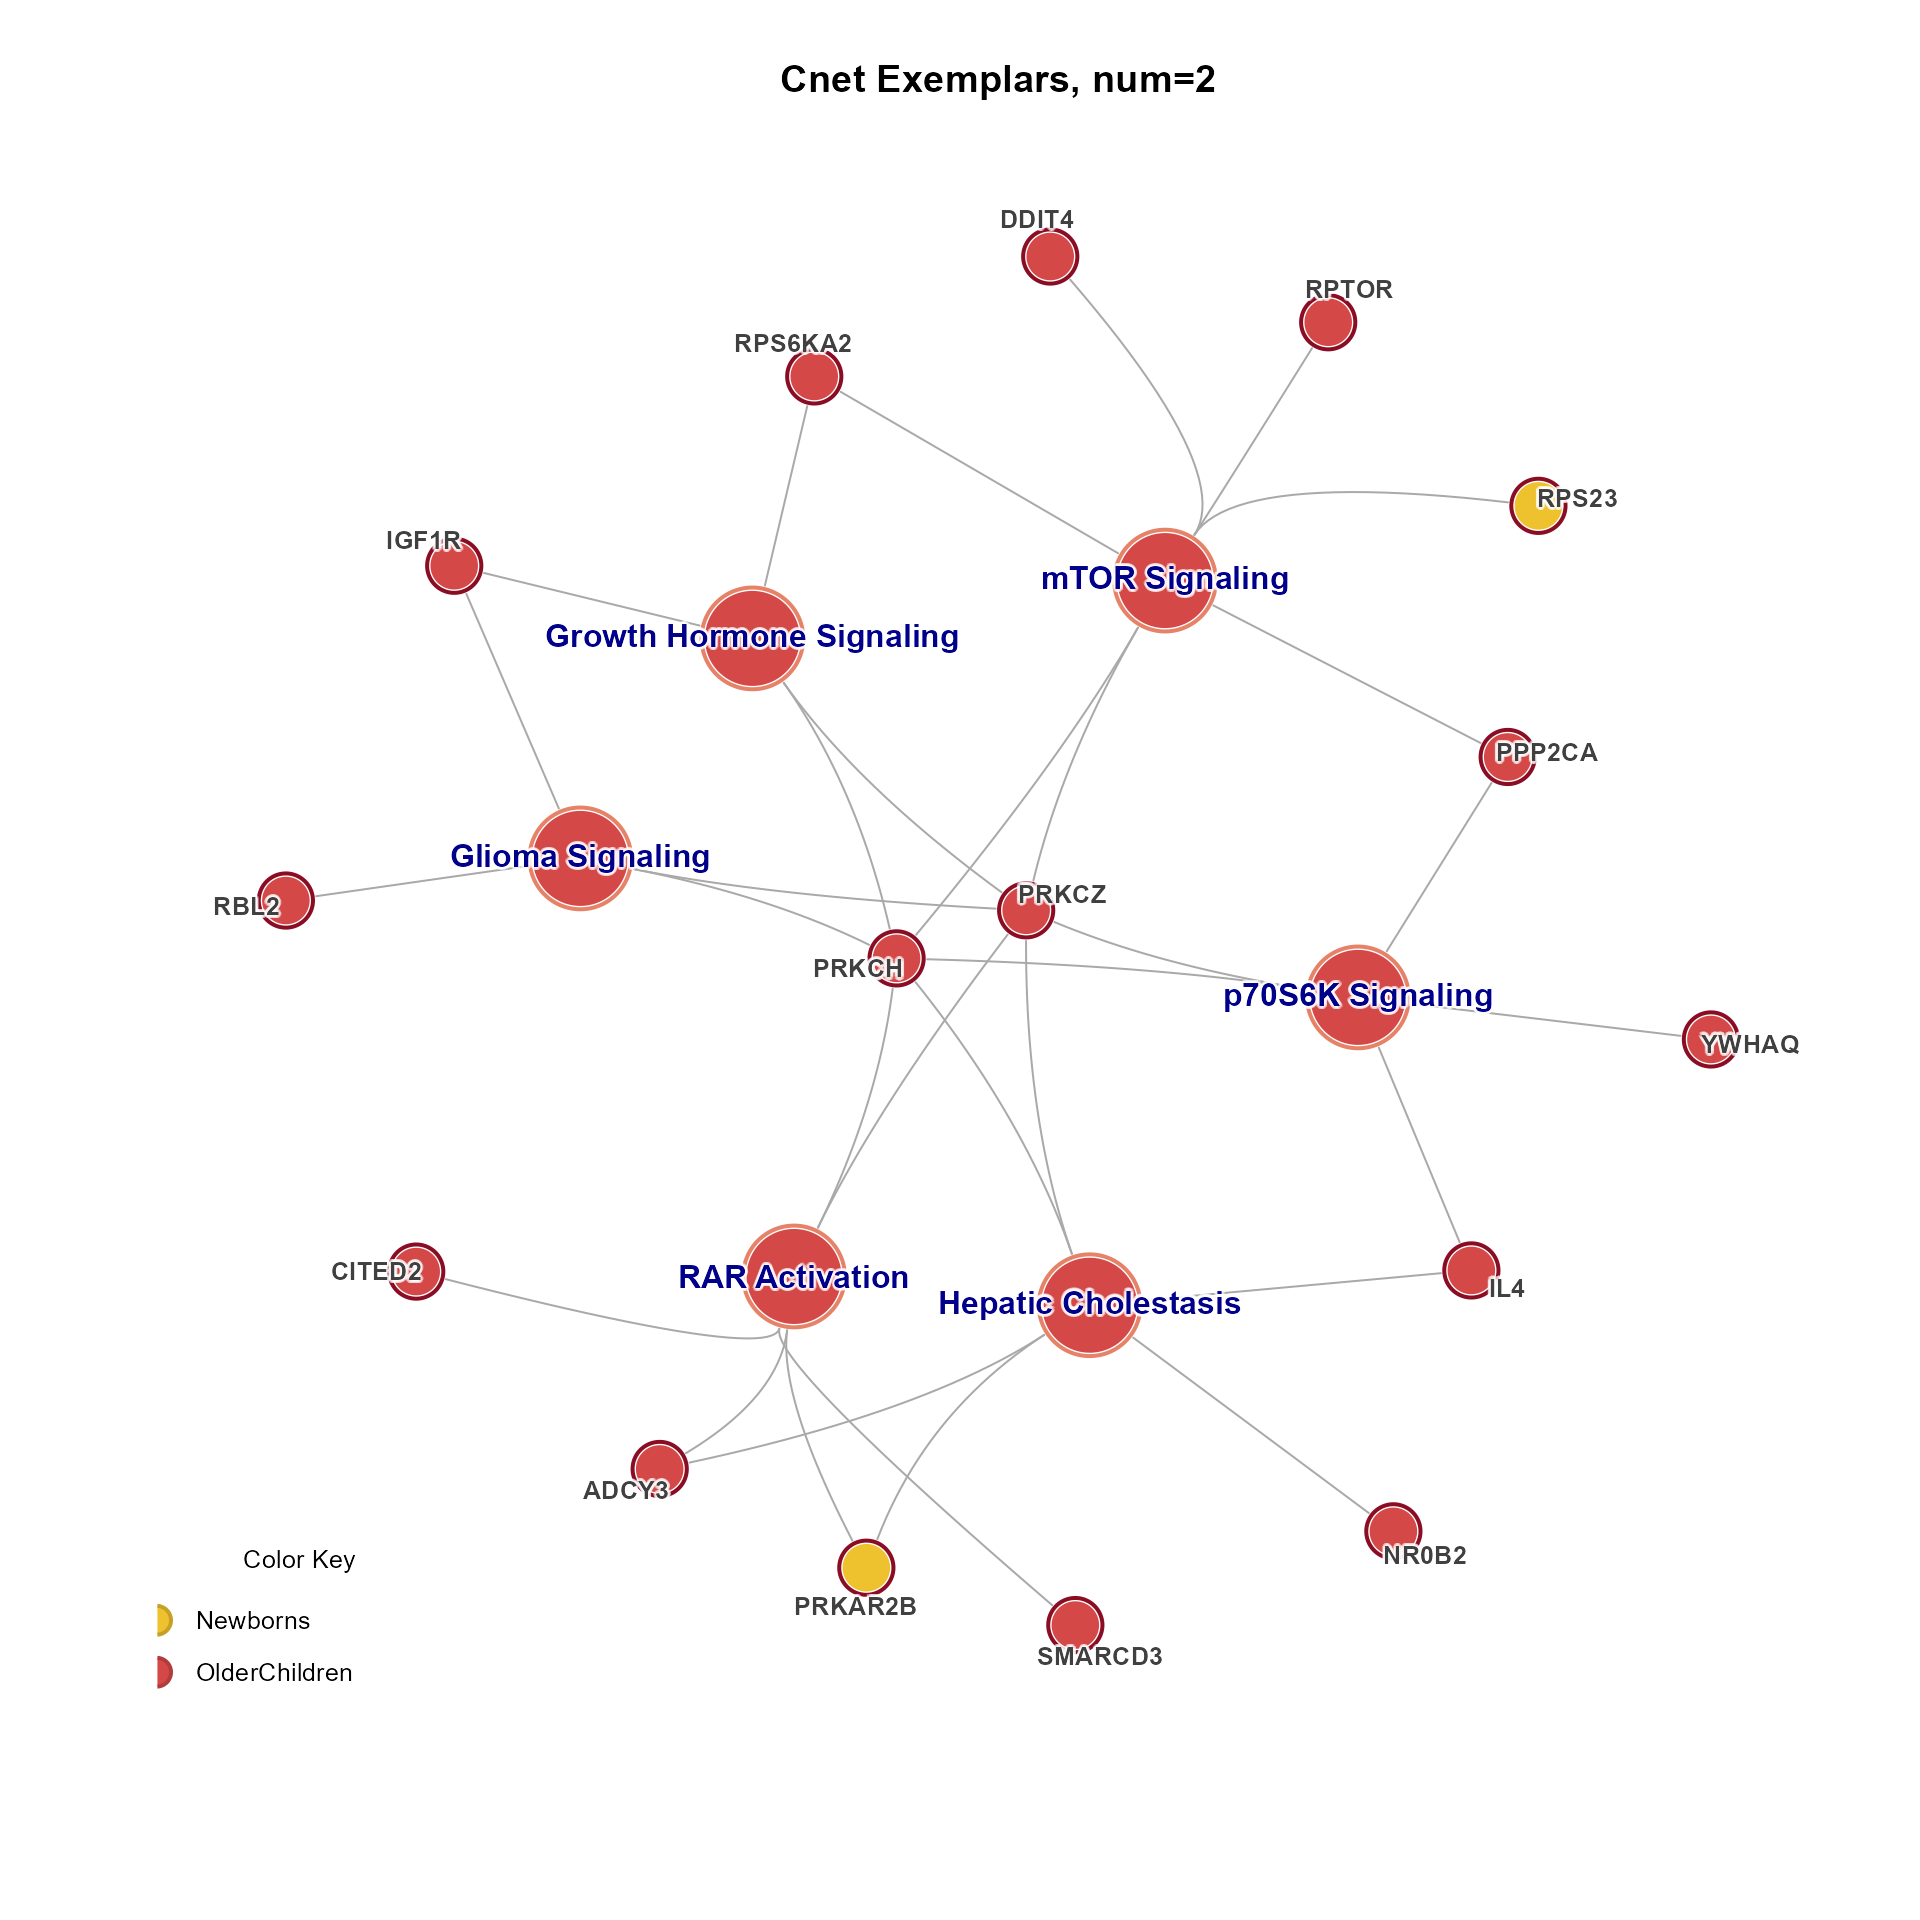 Cnet Exemplars, num=2
DDIT4
RPTOR
RPS6KA2
RPS23
IGF1R
mTOR Signaling
Growth Hormone Signaling
PPP2CA
Glioma Signaling
PRKCZ
RBL2
PRKCH
p70S6K Signaling
YWHAQ
CITED2
RAR Activation
IL4
Hepatic Cholestasis
ADCY3
NR0B2
Color Key
PRKAR2B
Newborns
SMARCD3
OlderChildren